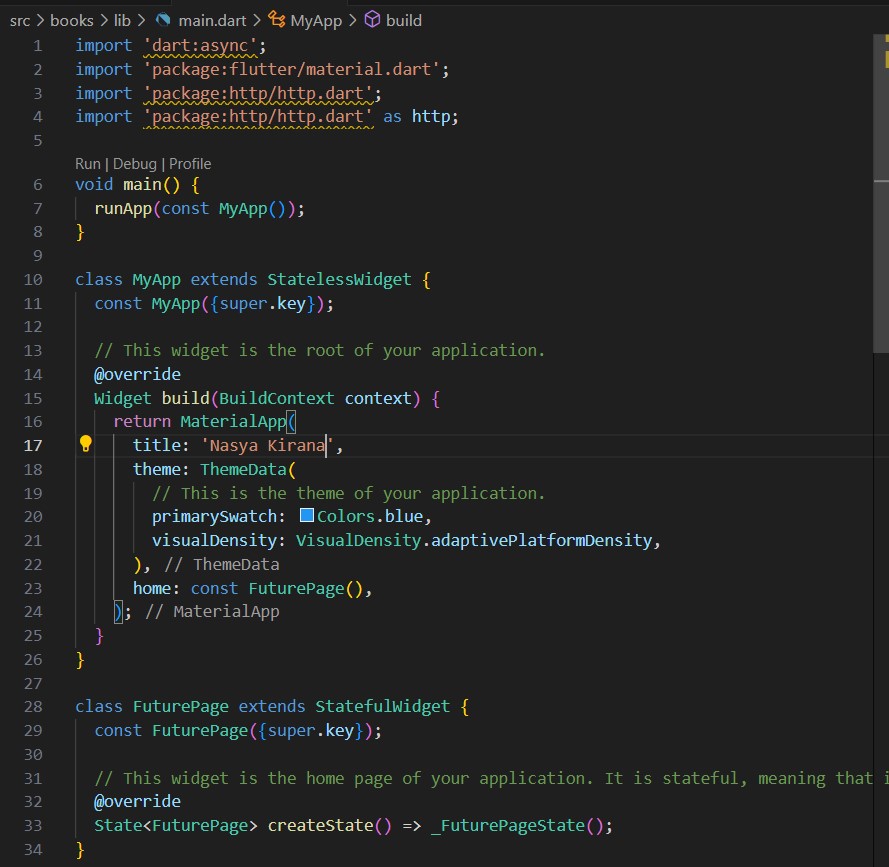 src > books > lib > main.dart > MyApp > build
1 import 'dart:async';
2 import 'package:flutter/material.dart';
3 import 'package:http/http.dart';
4 import 'package:http/http.dart' as http;
5
Run | Debug | Profile
6 void main() {
7   runApp(const MyApp());
8 }
9
10 class MyApp extends StatelessWidget {
11   const MyApp({super.key});
12
13   // This widget is the root of your application.
14   @override
15   Widget build(BuildContext context) {
16     return MaterialApp(
17       title: 'Nasya Kirana',
18       theme: ThemeData(
19         // This is the theme of your application.
20         primarySwatch: Colors.blue,
21         visualDensity: VisualDensity.adaptivePlatformDensity,
22       ), // ThemeData
23       home: const FuturePage(),
24     ); // MaterialApp
25   }
26 }
27
28 class FuturePage extends StatefulWidget {
29   const FuturePage({super.key});
30
31   // This widget is the home page of your application. It is stateful, meaning that i
32   @override
33   State<FuturePage> createState() => _FuturePageState();
34 }